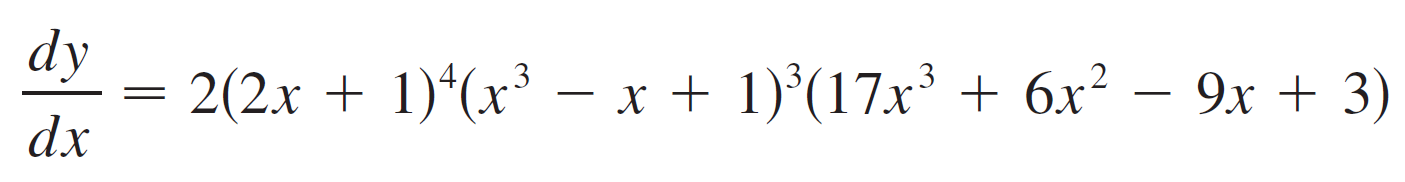 dy/dx = 2(2x + 1)⁴(x³ − x + 1)³(17x³ + 6x² − 9x + 3)